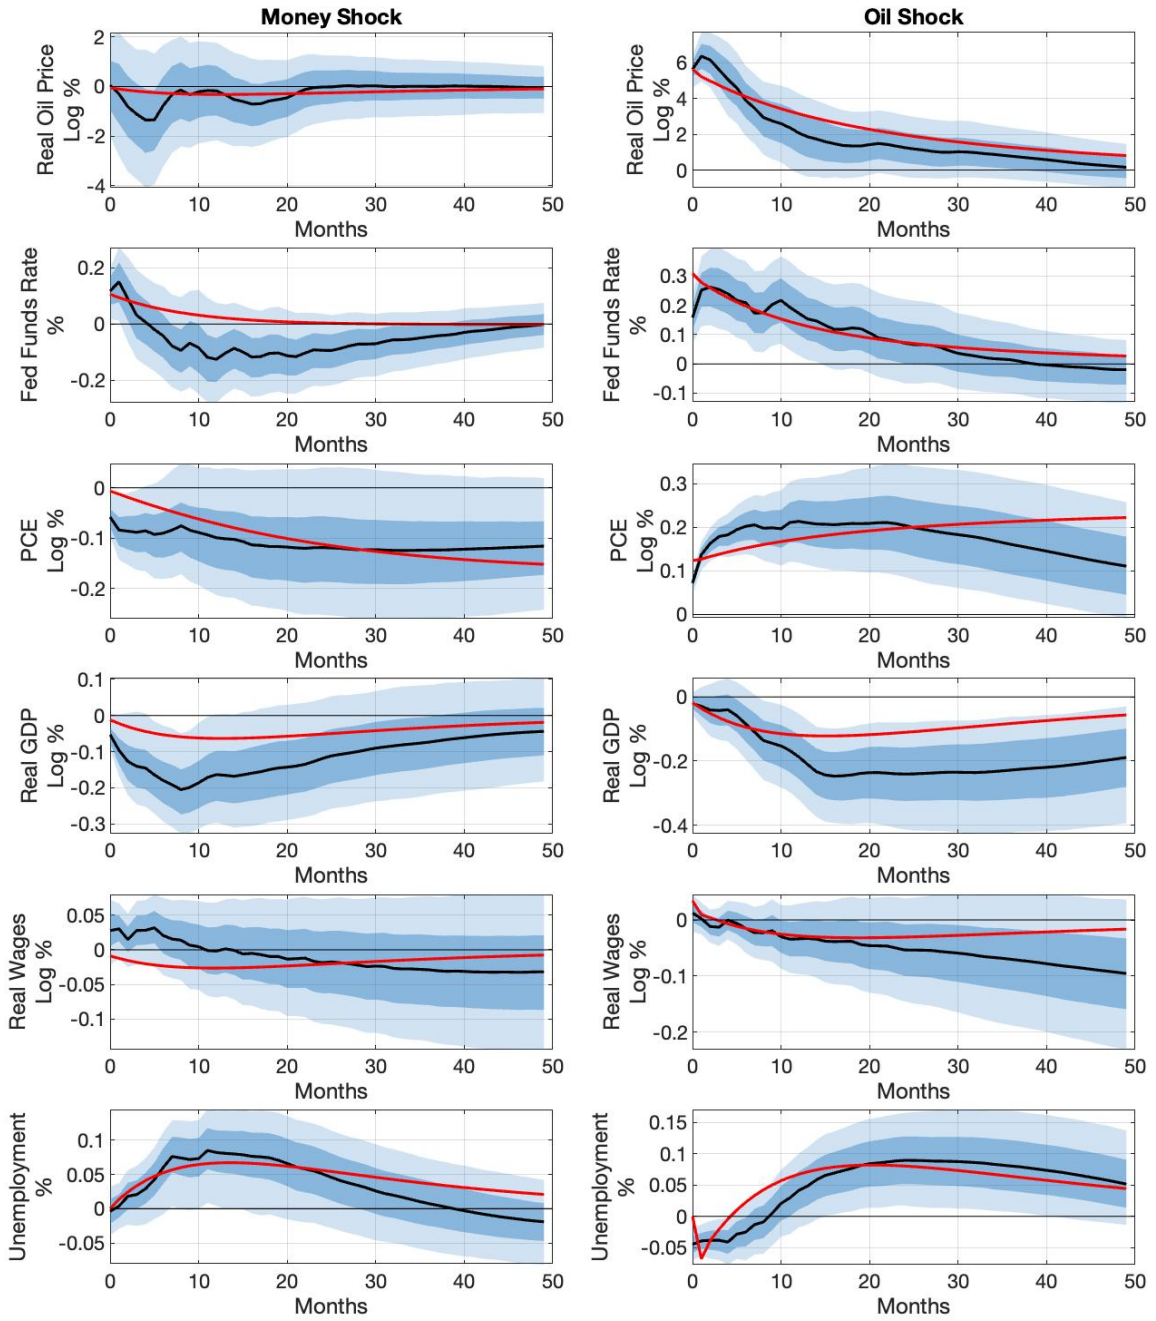 Money Shock
Real Oil Price
Log %
2
0
-2
-4
0 10 20 30 40 50
Months
Oil Shock
Real Oil Price
Log %
6
4
2
0
0 10 20 30 40 50
Months
Fed Funds Rate
%
0.2
0
-0.2
0 10 20 30 40 50
Months
Fed Funds Rate
%
0.3
0.2
0.1
0
-0.1
0 10 20 30 40 50
Months
PCE
Log %
0
-0.1
-0.2
0 10 20 30 40 50
Months
PCE
Log %
0.3
0.2
0.1
0
0 10 20 30 40 50
Months
Real GDP
Log %
0.1
0
-0.1
-0.2
-0.3
0 10 20 30 40 50
Months
Real GDP
Log %
0
-0.2
-0.4
0 10 20 30 40 50
Months
Real Wages
Log %
0.05
0
-0.05
-0.1
0 10 20 30 40 50
Months
Real Wages
Log %
0
-0.1
-0.2
0 10 20 30 40 50
Months
Unemployment
%
0.1
0.05
0
-0.05
0 10 20 30 40 50
Months
Unemployment
%
0.15
0.1
0.05
0
-0.05
0 10 20 30 40 50
Months